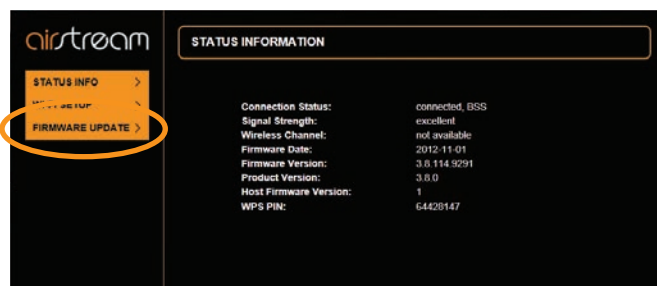 airstream
STATUS INFORMATION
STATUS INFO >
SETUP >
FIRMWARE UPDATE >
Connection Status: connected, BSS
Signal Strength: excellent
Wireless Channel: not available
Firmware Date: 2012-11-01
Firmware Version: 3.8.114.9291
Product Version: 3.8.0
Host Firmware Version: 1
WPS PIN: 64428147